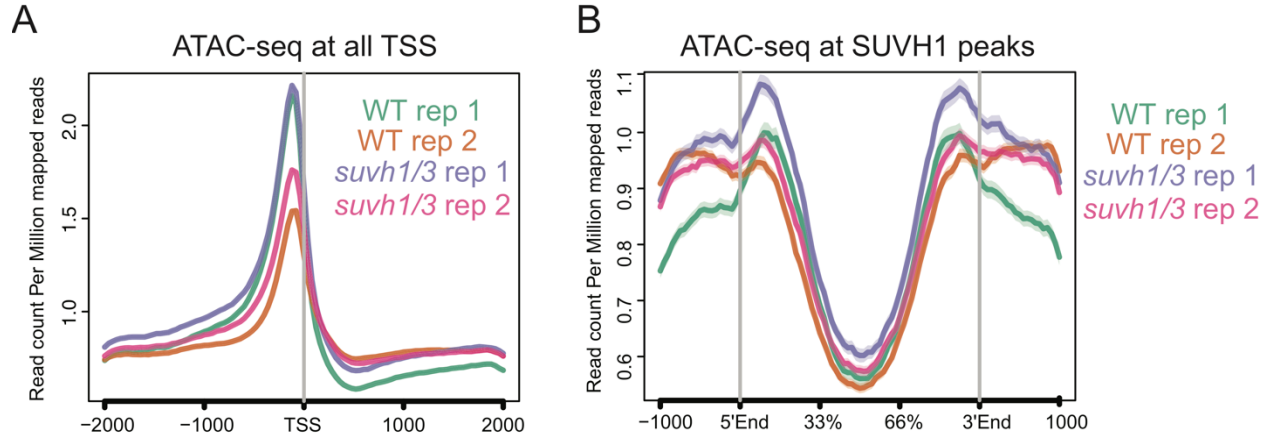 A
ATAC-seq at all TSS
Read count Per Million mapped reads
2.0
1.5
1.0
WT rep 1
WT rep 2
suvh1/3 rep 1
suvh1/3 rep 2
−2000
−1000
TSS
1000
2000
B
ATAC-seq at SUVH1 peaks
Read count Per Million mapped reads
1.1
1.0
0.9
0.8
0.7
0.6
WT rep 1
WT rep 2
suvh1/3 rep 1
suvh1/3 rep 2
−1000
5'End
33%
66%
3'End
1000